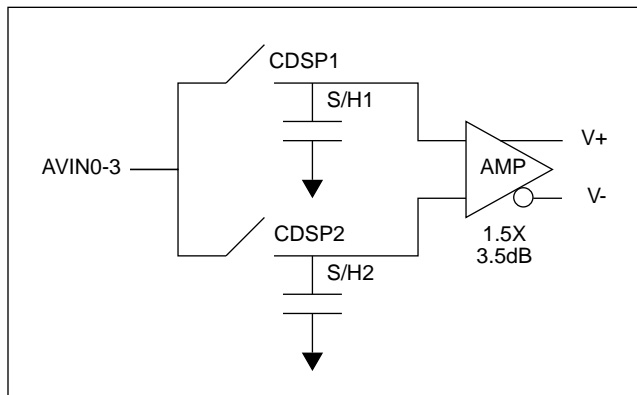 CDSP1
S/H1
AVIN0-3
V+
AMP
V-
CDSP2
1.5X
3.5dB
S/H2